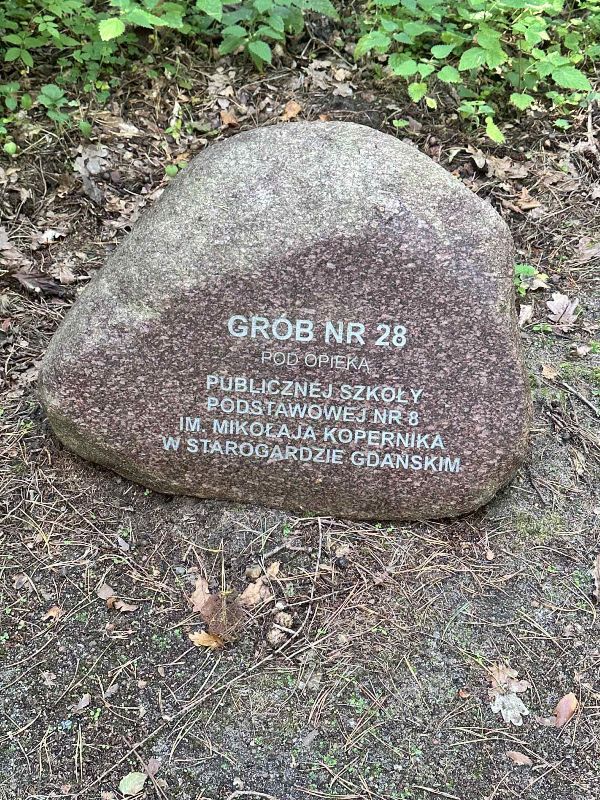 GRÓB NR 28
POD OPIEKĄ
PUBLICZNEJ SZKOŁY
PODSTAWOWEJ NR 8
IM. MIKOŁAJA KOPERNIKA
W STAROGARDZIE GDAŃSKIM